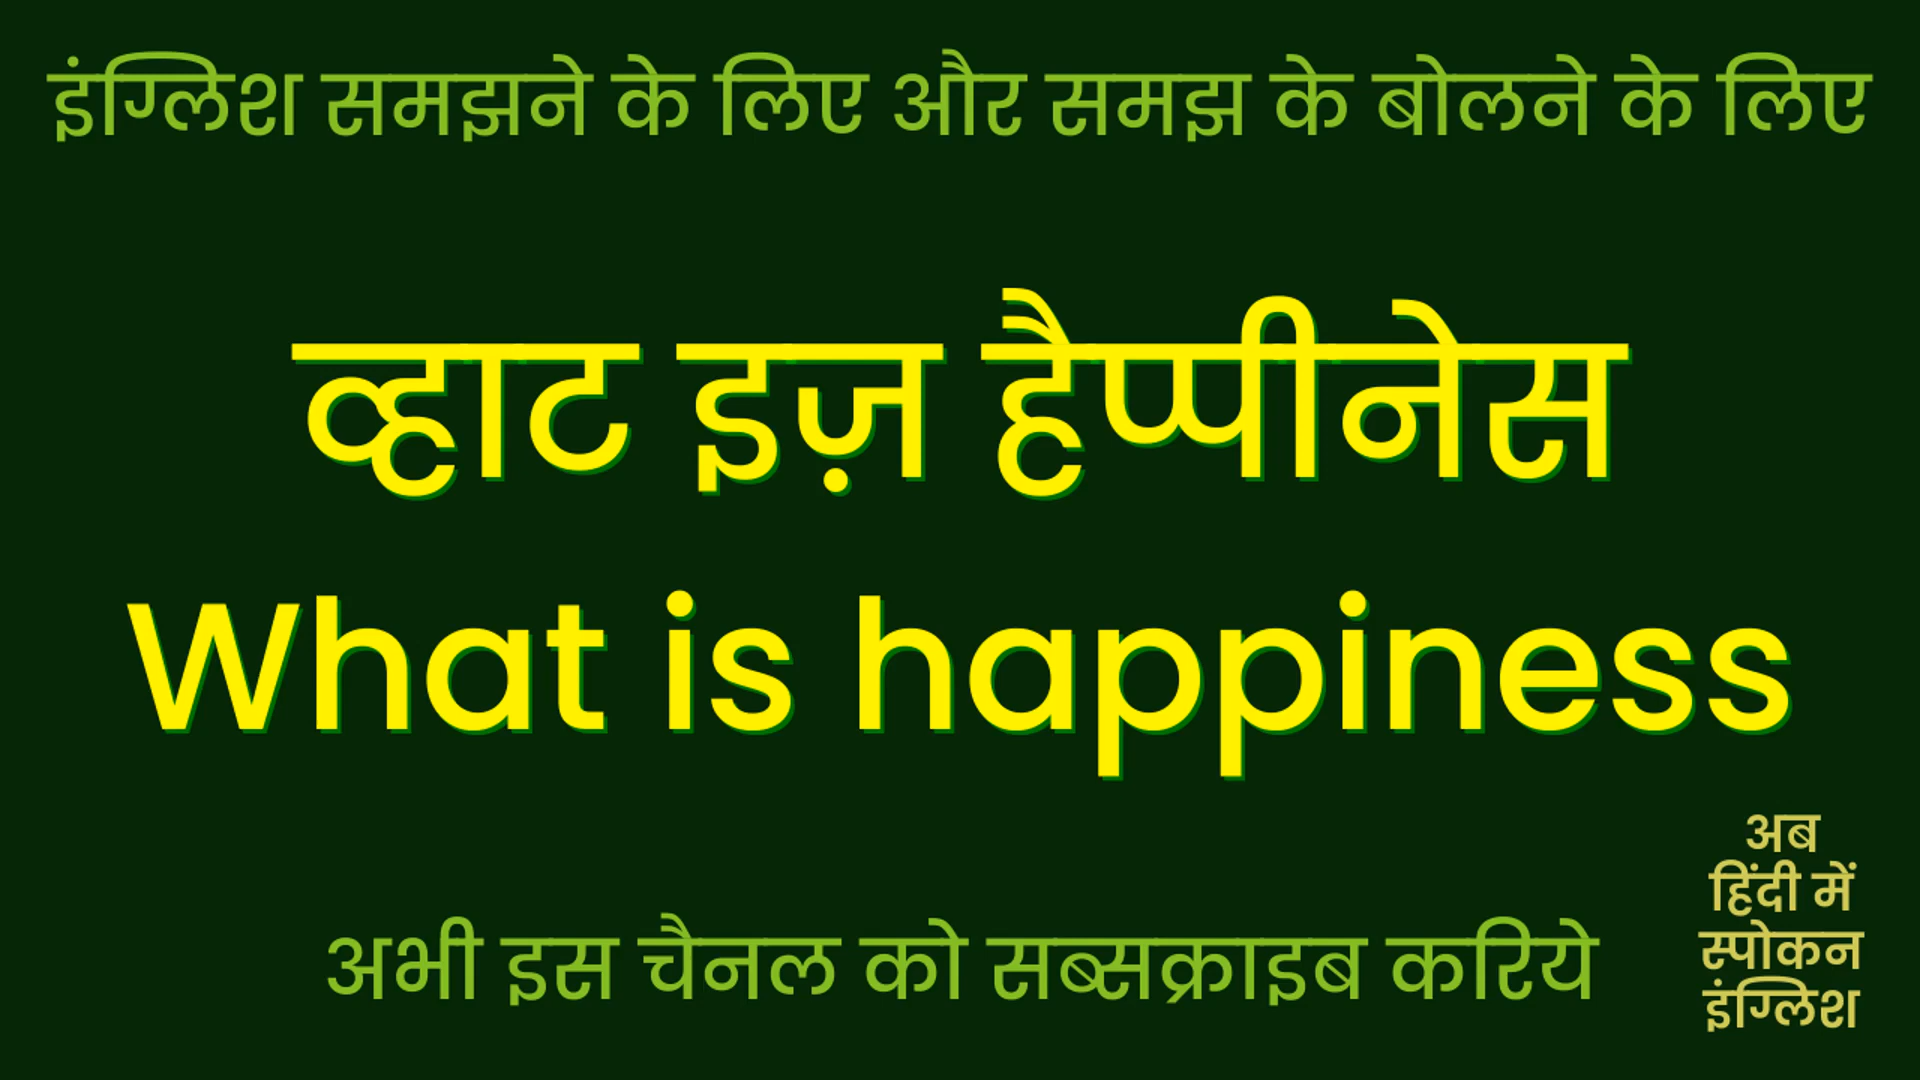 इंग्लिश समझने के लिए और समझ के बोलने के लिए
व्हाट इज़ हैप्पीनेस
What is happiness
अभी इस चैनल को सब्सक्राइब करिये
अब
हिंदी में
स्पोकन
इंग्लिश